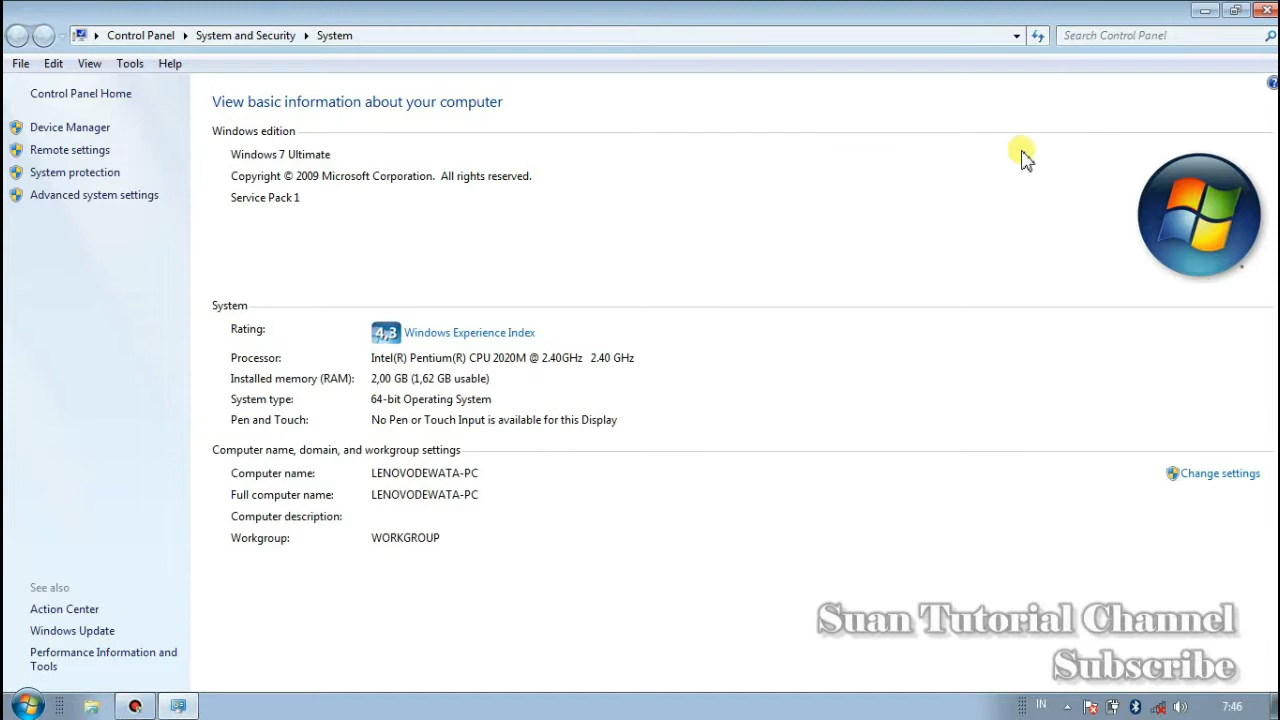 Control Panel System and Security System
Search Control Panel
File Edit View Tools Help
Control Panel Home
Device Manager
Remote settings
System protection
Advanced system settings
See also
Action Center
Windows Update
Performance Information and
Tools
View basic information about your computer
Windows edition
Windows 7 Ultimate
Copyright © 2009 Microsoft Corporation. All rights reserved.
Service Pack 1
System
Rating: 4,3 Windows Experience Index
Processor: Intel(R) Pentium(R) CPU 2020M @ 2.40GHz 2.40 GHz
Installed memory (RAM): 2,00 GB (1,62 GB usable)
System type: 64-bit Operating System
Pen and Touch: No Pen or Touch Input is available for this Display
Computer name, domain, and workgroup settings
Computer name: LENOVODEWATA-PC
Change settings
Full computer name: LENOVODEWATA-PC
Computer description:
Workgroup: WORKGROUP
Suan Tutorial Channel
Subscribe
IN 7:46